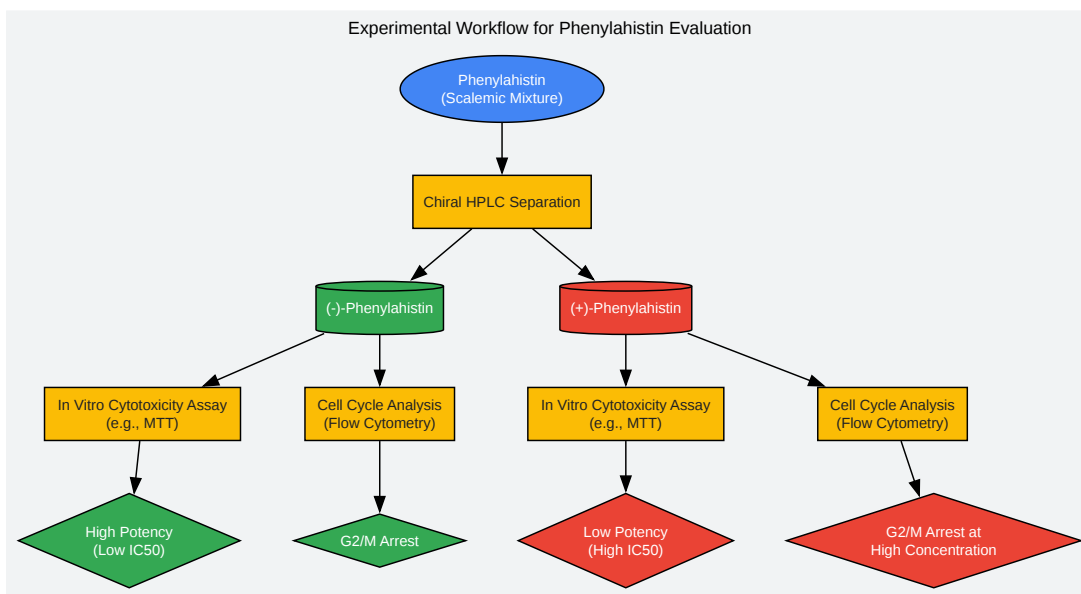 Experimental Workflow for Phenylahistin Evaluation
Phenylahistin
(Scalemic Mixture)
Chiral HPLC Separation
(-)-Phenylahistin
(+)-Phenylahistin
In Vitro Cytotoxicity Assay
(e.g., MTT)
Cell Cycle Analysis
(Flow Cytometry)
In Vitro Cytotoxicity Assay
(e.g., MTT)
Cell Cycle Analysis
(Flow Cytometry)
High Potency
(Low IC50)
G2/M Arrest
Low Potency
(High IC50)
G2/M Arrest at
High Concentration